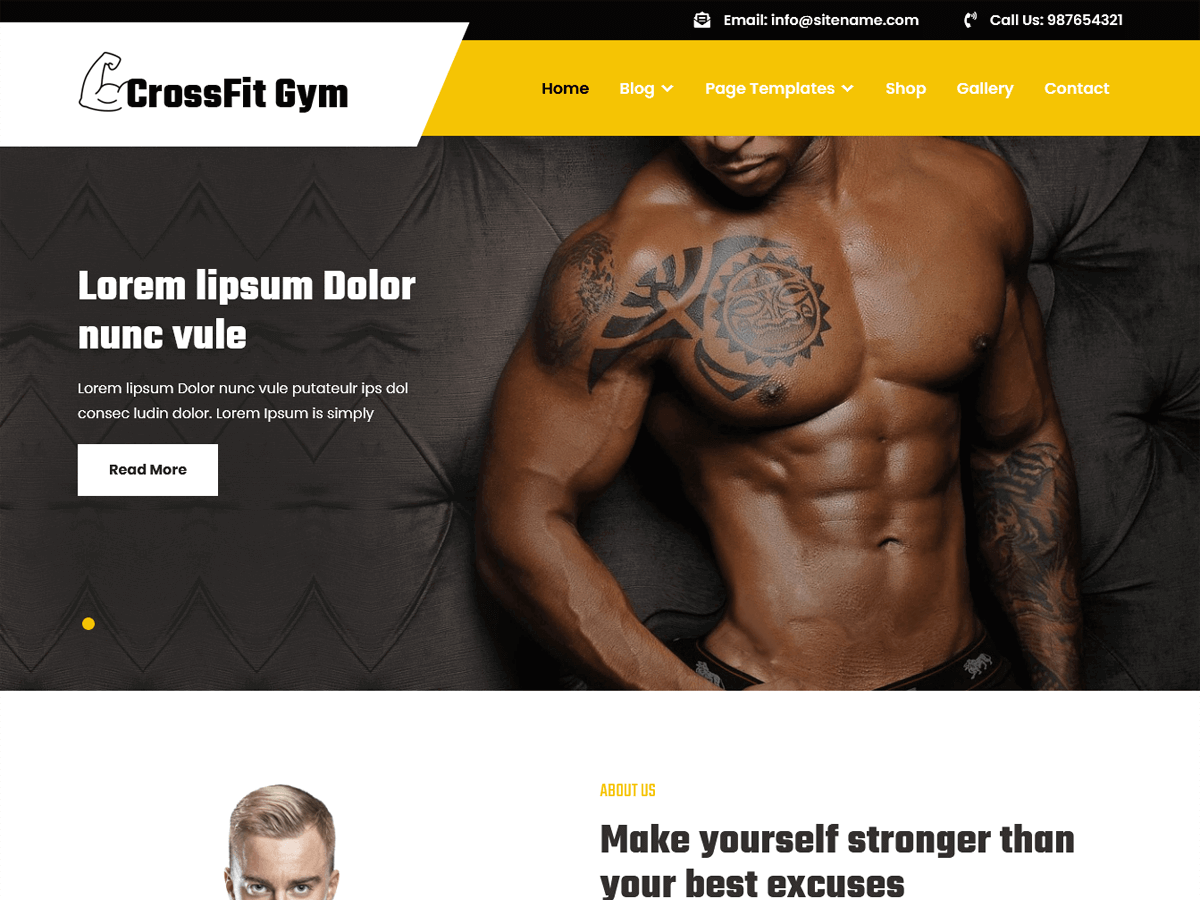 Email: info@sitename.com
Call Us: 987654321
CrossFit Gym
Home
Blog
Page Templates
Shop
Gallery
Contact
Lorem lipsum Dolor
nunc vule
Lorem lipsum Dolor nunc vule putateulr ips dol
consec ludin dolor. Lorem Ipsum is simply
Read More
ABOUT US
Make yourself stronger than
your best excuses